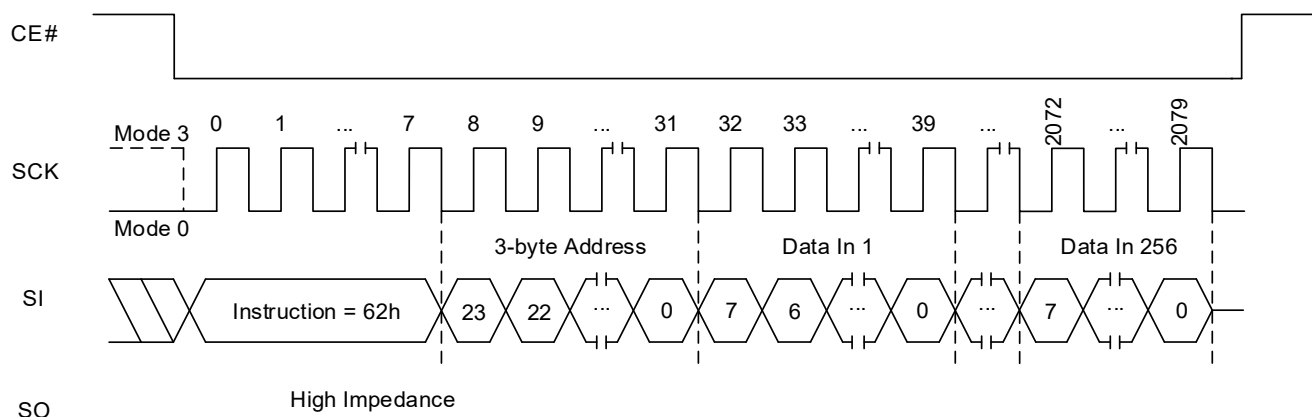 CE#
Mode 3
0 1 ... 7 8 9 ... 31 32 33 ... 39 ... 2072 ... 2079
SCK
Mode 0
3-byte Address Data In 1 Data In 256
SI Instruction = 62h 23 22 ... 0 7 6 ... 0 ... 7 ... 0
High Impedance
SO